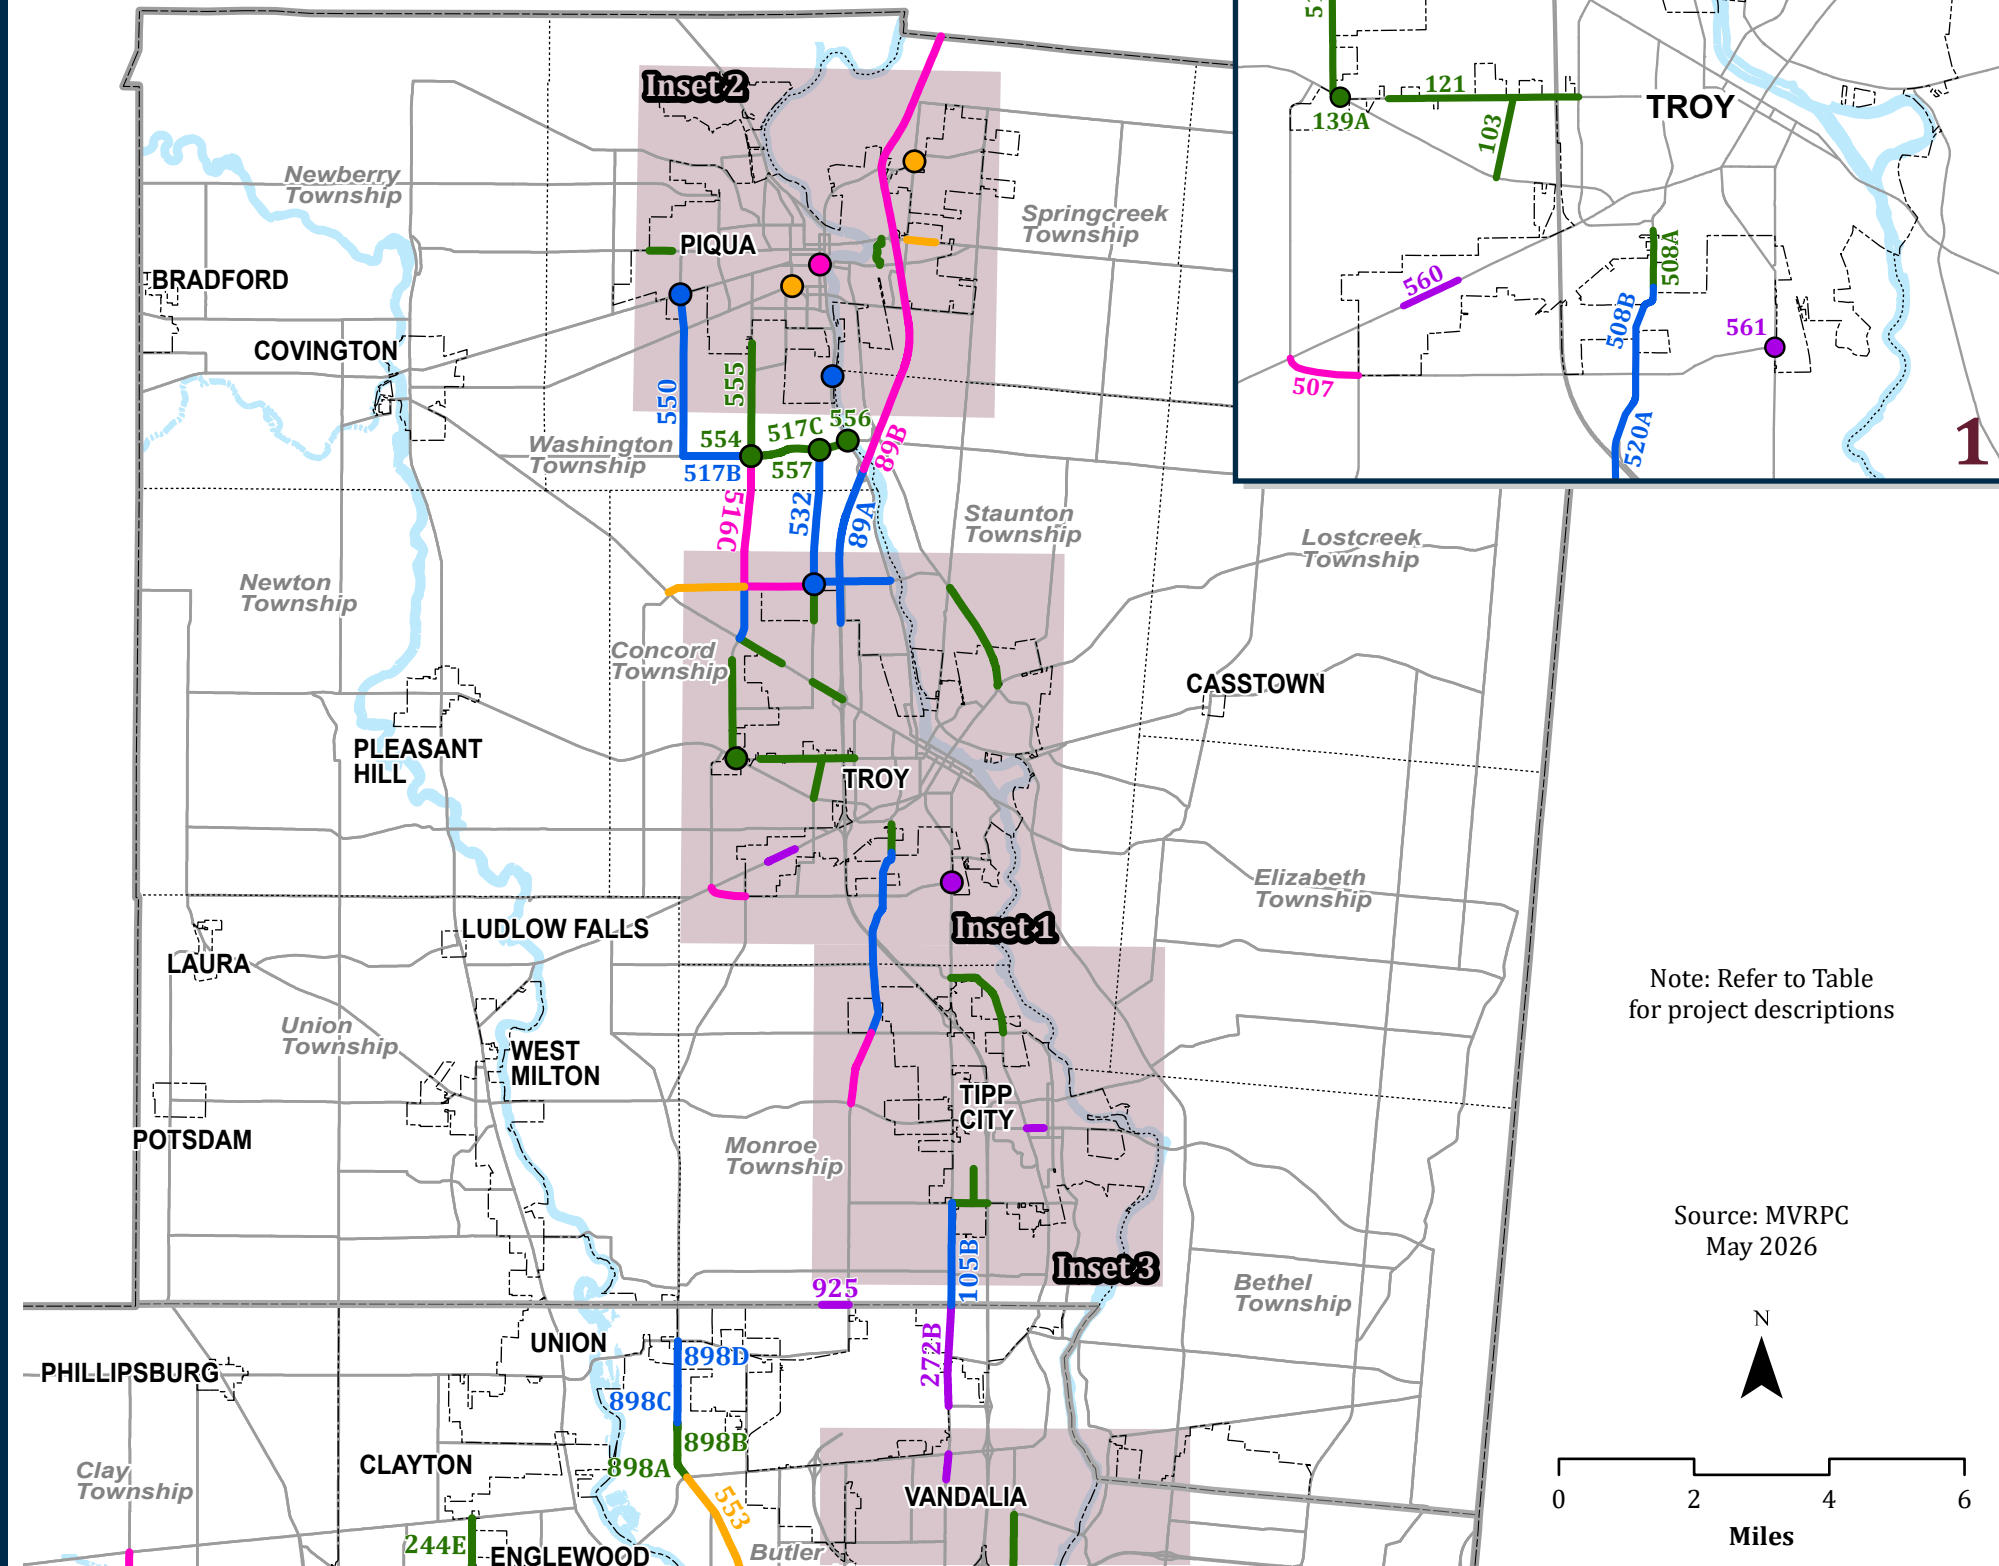 Inset 2
Newberry
Township
PIQUA
Springcreek
Township
BRADFORD
COVINGTON
550
555
Washington
Township
554
517C
556
517B
557
89B
516C
532
89A
Staunton
Township
Lostcreek
Township
Newton
Township
Concord
Township
CASSTOWN
PLEASANT
HILL
TROY
Elizabeth
Township
LUDLOW FALLS
Inset 1
LAURA
Union
Township
WEST
MILTON
TIPP
CITY
POTSDAM
Monroe
Township
105B
Inset 3
Bethel
Township
925
UNION
898D
272B
PHILLIPSBURG
898C
898B
898A
CLAYTON
Clay
Township
553
VANDALIA
244E
ENGLEWOOD
Butler
121
139A
103
TROY
508A
560
508B
561
507
520A
1
Note: Refer to Table
for project descriptions
Source: MVRPC
May 2026
N
0 2 4 6
Miles